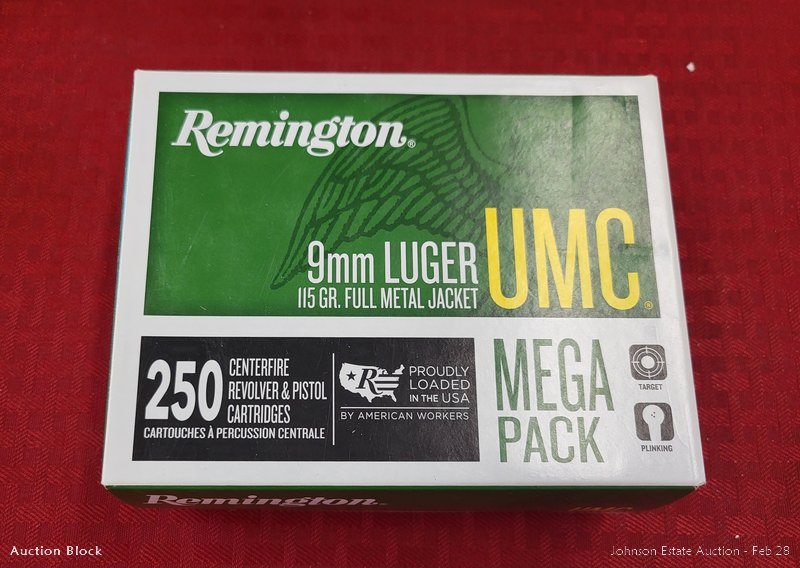 Remington®
9mm LUGER
115 GR. FULL METAL JACKET
UMC®
250
CENTERFIRE
REVOLVER & PISTOL
CARTRIDGES
CARTOUCHES À PERCUSSION CENTRALE
R
PROUDLY
LOADED
IN THE USA
BY AMERICAN WORKERS
MEGA
PACK
TARGET
PLINKING
Remington®
UMC
Auction Block
Johnson Estate Auction - Feb 28